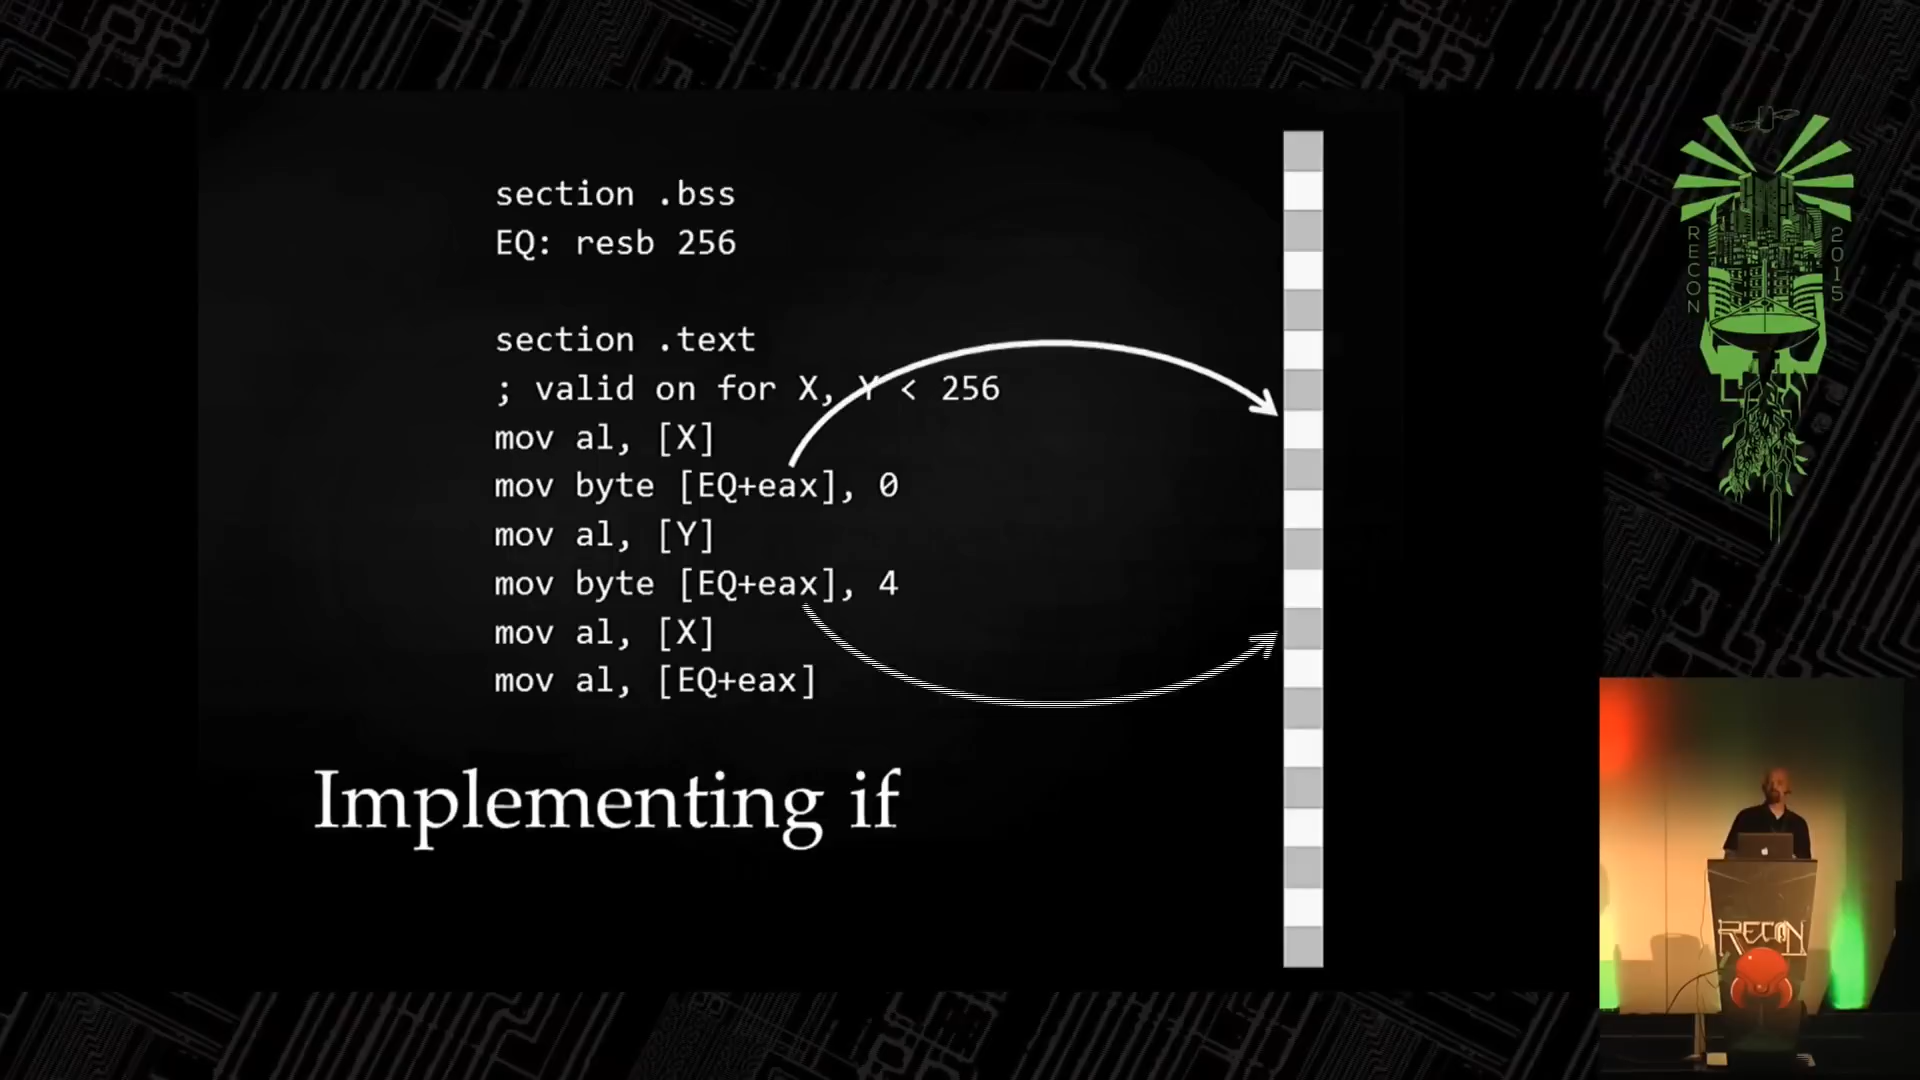 section .bss
EQ: resb 256
section .text
; valid on for X, Y < 256
mov al, [X]
mov byte [EQ+eax], 0
mov al, [Y]
mov byte [EQ+eax], 4
mov al, [X]
mov al, [EQ+eax]
Implementing if
RECON
2015
RECON